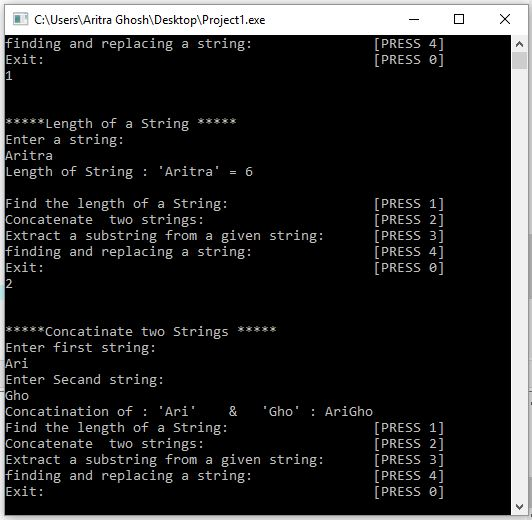 C:\Users\Aritra Ghosh\Desktop\Project1.exe
finding and replacing a string: [PRESS 4]
Exit: [PRESS 0]
1
*****Length of a String *****
Enter a string:
Aritra
Length of String : 'Aritra' = 6
Find the length of a String: [PRESS 1]
Concatenate  two strings: [PRESS 2]
Extract a substring from a given string: [PRESS 3]
finding and replacing a string: [PRESS 4]
Exit: [PRESS 0]
2
*****Concatinate two Strings *****
Enter first string:
Ari
Enter Secand string:
Gho
Concatination of : 'Ari'    &   'Gho' : AriGho
Find the length of a String: [PRESS 1]
Concatenate  two strings: [PRESS 2]
Extract a substring from a given string: [PRESS 3]
finding and replacing a string: [PRESS 4]
Exit: [PRESS 0]